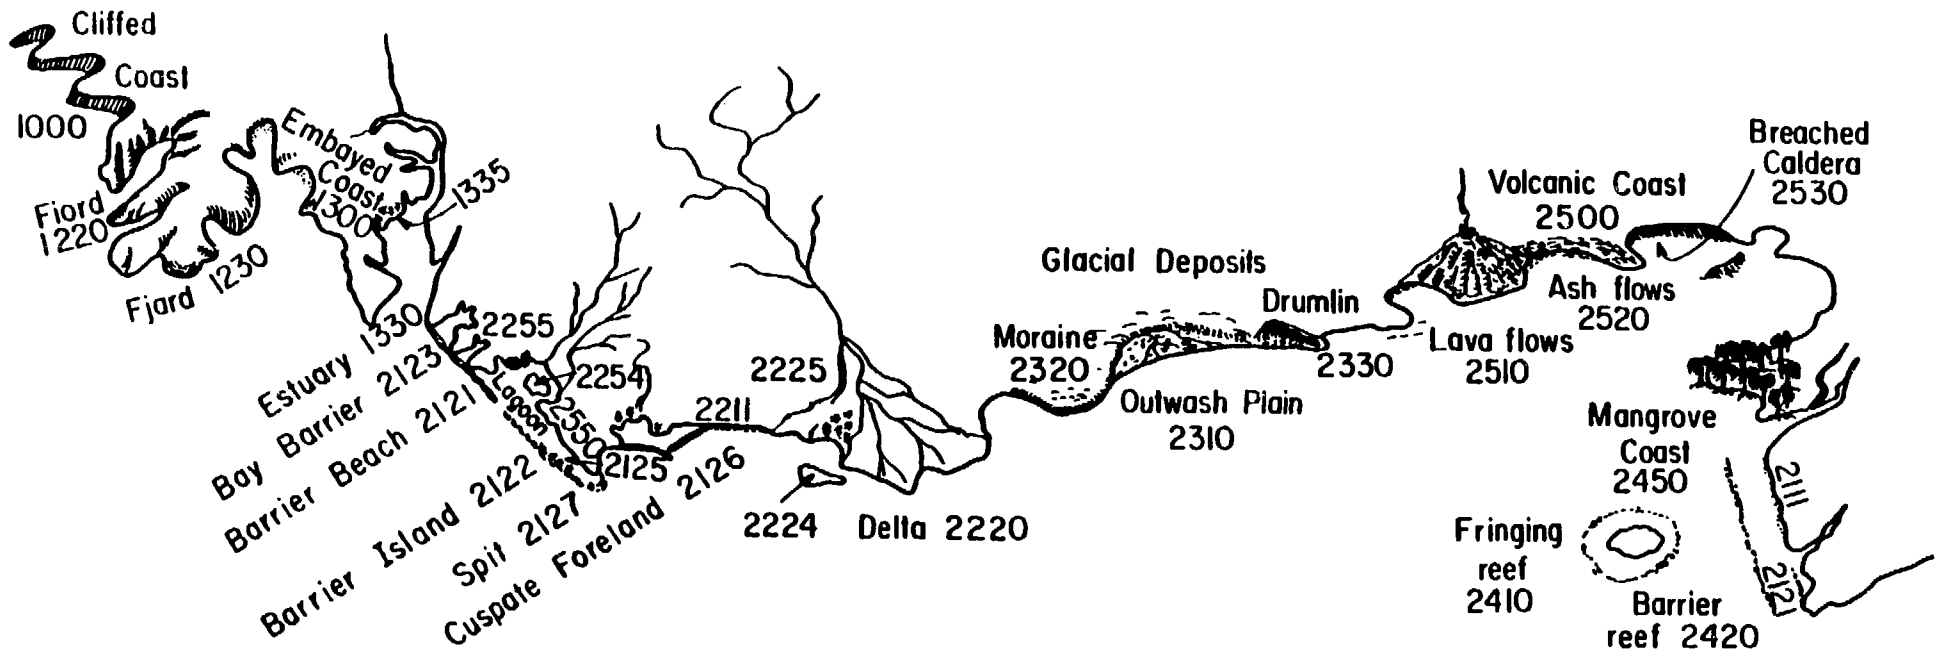 Cliffed
Coast
1000
Fiord
1220
Fjard 1230
Embayed
Coast
1300
1335
Estuary 1330
Bay Barrier 2123
Barrier Beach 2121
Barrier Island 2122
Spit 2127
Cuspate Foreland 2126
2255
2254
Lagoon
2550
2125
2211
2225
2224
Delta 2220
Glacial Deposits
Moraine
2320
Outwash Plain
2310
Drumlin
2330
Volcanic Coast
2500
Ash flows
2520
Lava flows
2510
Breached
Caldera
2530
Mangrove
Coast
2450
2111
2121
Fringing
reef
2410
Barrier
reef 2420